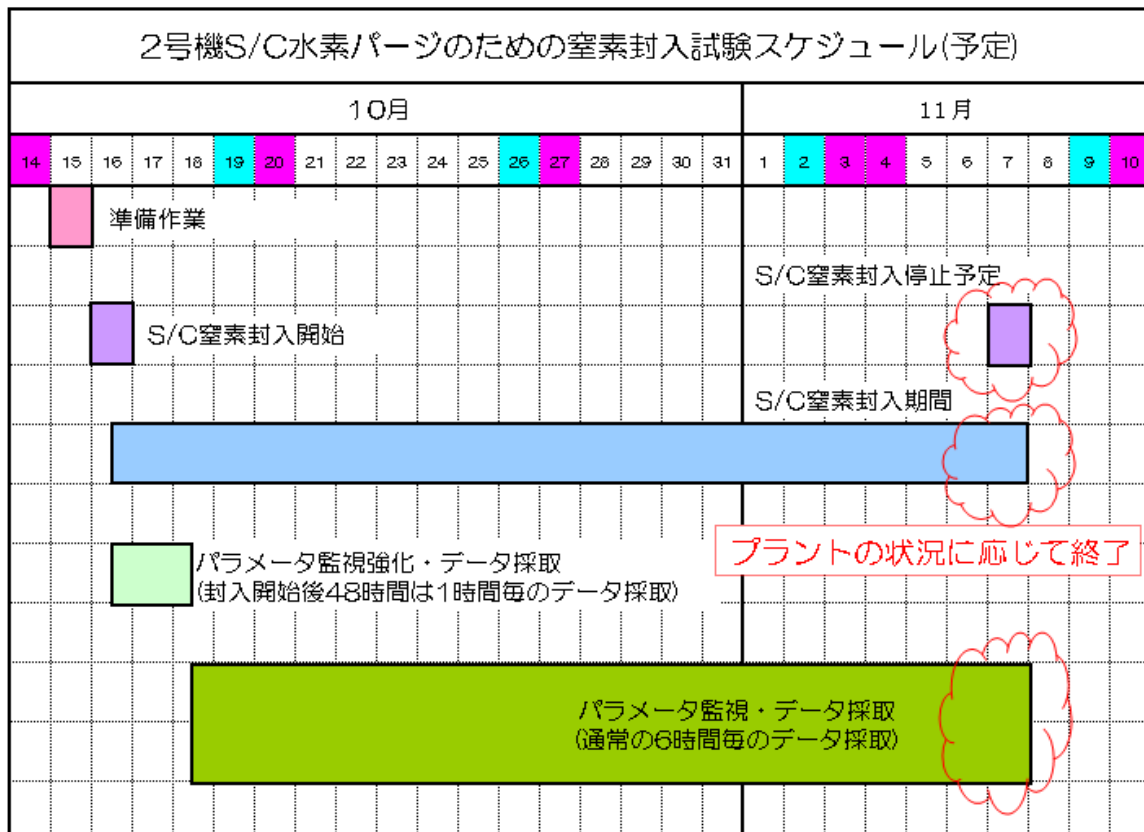 2号機S/C水素パージのための窒素封入試験スケジュール(予定)
10月 11月
14 15 16 17 18 19 20 21 22 23 24 25 26 27 28 29 30 31 1 2 3 4 5 6 7 8 9 10
準備作業
S/C窒素封入停止予定
S/C窒素封入開始
S/C窒素封入期間
プラントの状況に応じて終了
パラメータ監視強化・データ採取
(封入開始後48時間は1時間毎のデータ採取)
パラメータ監視・データ採取
(通常の6時間毎のデータ採取)